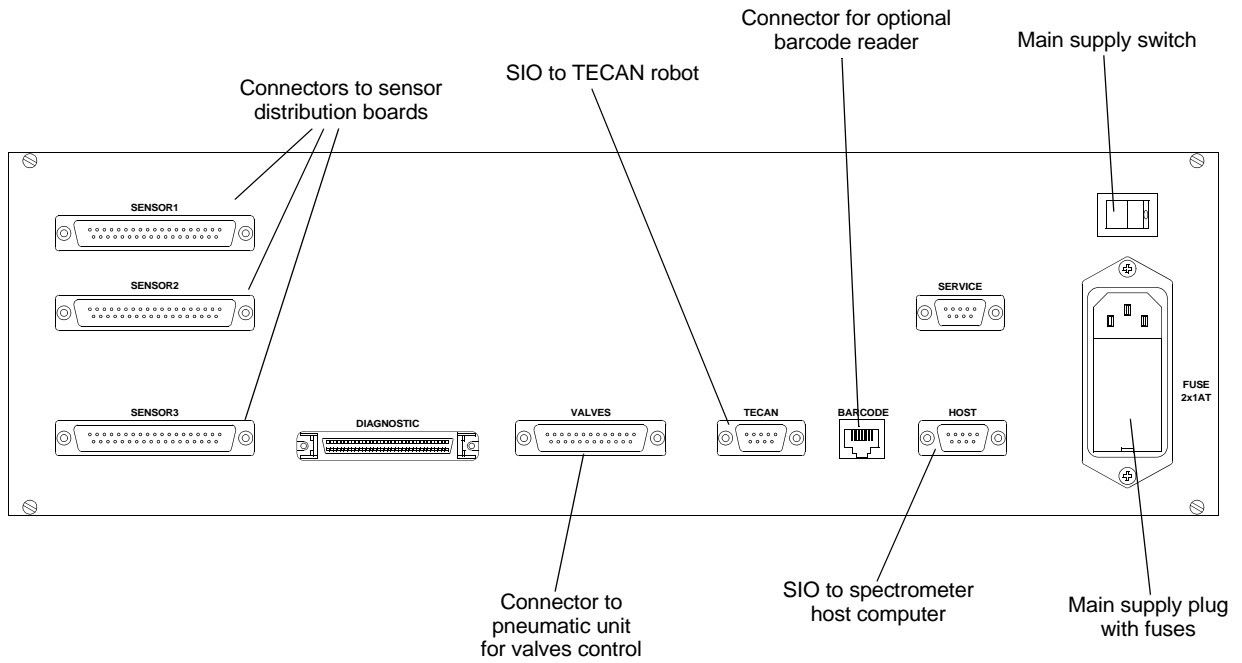 Connector for optional
barcode reader
Main supply switch
SIO to TECAN robot
Connectors to sensor
distribution boards
SENSOR1
SENSOR2
SERVICE
FUSE
2x1AT
SENSOR3
DIAGNOSTIC
VALVES
TECAN
BARCODE
HOST
Connector to
pneumatic unit
for valves control
SIO to spectrometer
host computer
Main supply plug
with fuses